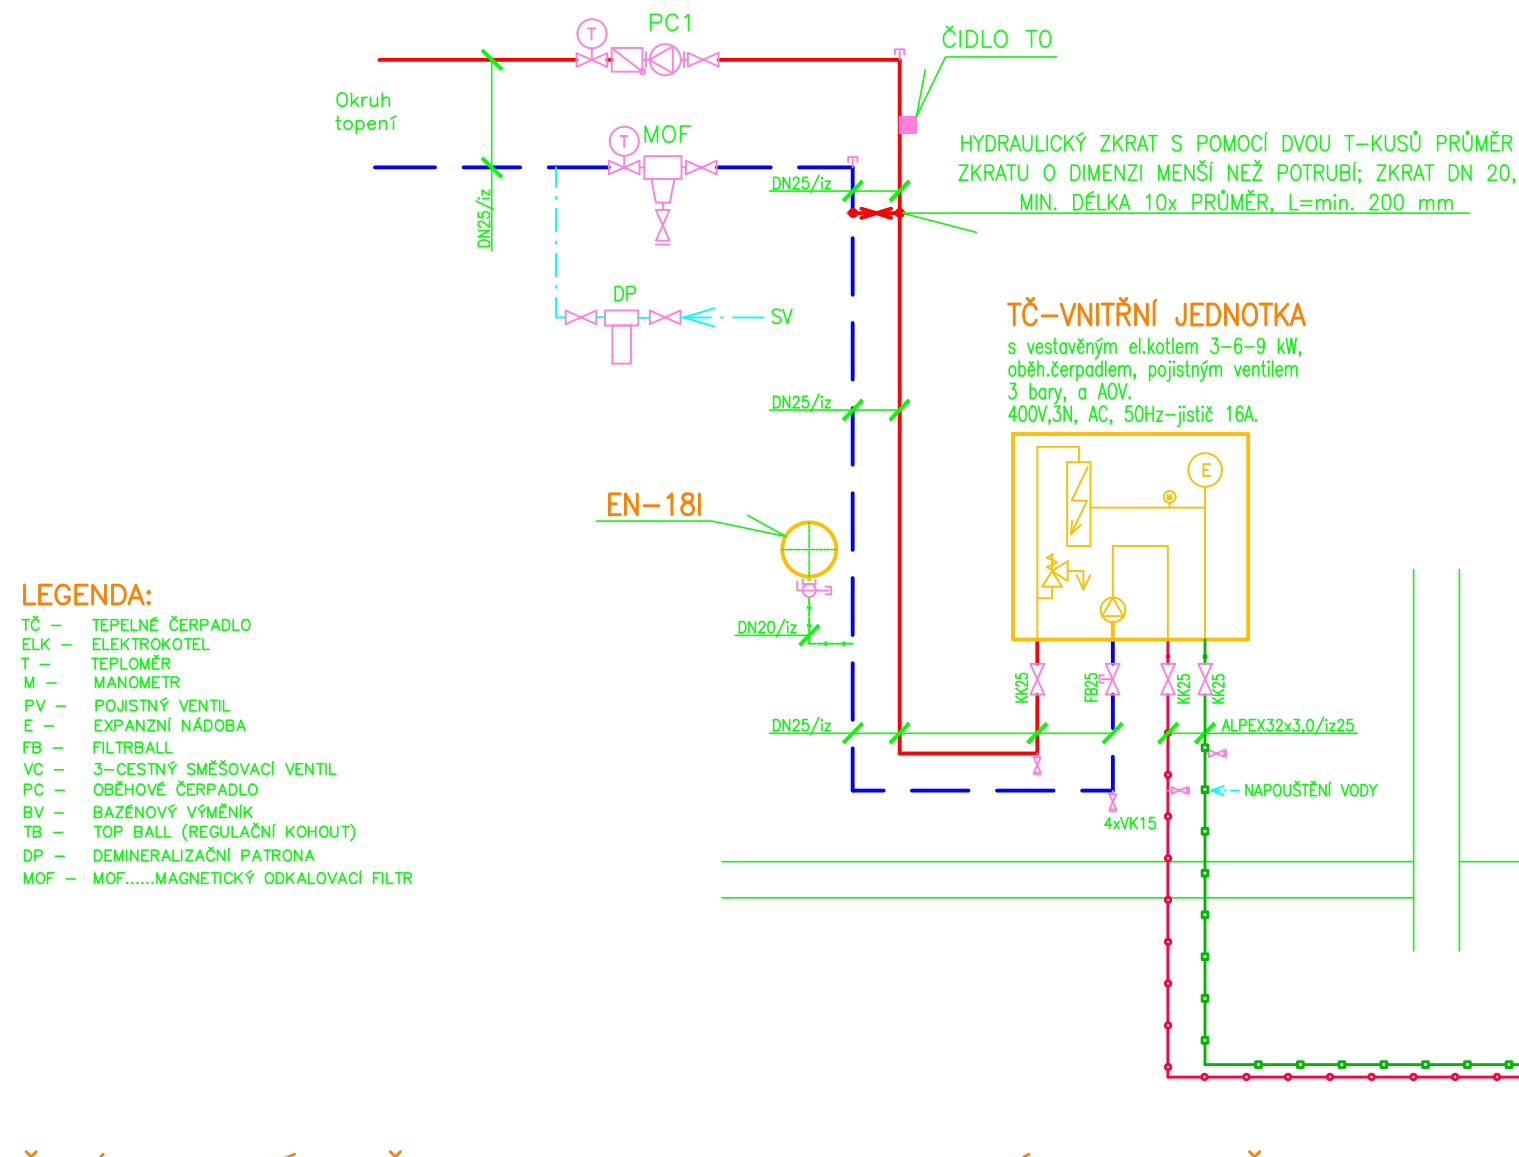 PC1
T
ČIDLO T0
Okruh
topení
MOF
T
HYDRAULICKÝ ZKRAT S POMOCÍ DVOU T-KUSŮ PRŮMĚR
ZKRATU O DIMENZI MENŠÍ NEŽ POTRUBÍ; ZKRAT DN 20,
MIN. DÉLKA 10x PRŮMĚR, L=min. 200 mm
DN25/iz
DN25/iz
DP
SV
TČ-VNITŘNÍ JEDNOTKA
s vestavěným el.kotlem 3-6-9 kW,
oběh.čerpadlem, pojistným ventilem
3 bary, a AOV.
400V,3N, AC, 50Hz-jistič 16A.
DN25/iz
E
M
EN-18l
DN20/iz
KK25
FB25
KK25
KK25
DN25/iz
ALPEX32x3,0/iz25
NAPOUŠTĚNÍ VODY
4xVK15
LEGENDA:
TČ - TEPELNÉ ČERPADLO
ELK - ELEKTROKOTEL
T - TEPLOMĚR
M - MANOMETR
PV - POJISTNÝ VENTIL
E - EXPANZNÍ NÁDOBA
FB - FILTRBALL
VC - 3-CESTNÝ SMĚŠOVACÍ VENTIL
PC - OBĚHOVÉ ČERPADLO
BV - BAZÉNOVÝ VÝMĚNÍK
TB - TOP BALL (REGULAČNÍ KOHOUT)
DP - DEMINERALIZAČNÍ PATRONA
MOF - MOF......MAGNETICKÝ ODKALOVACÍ FILTR